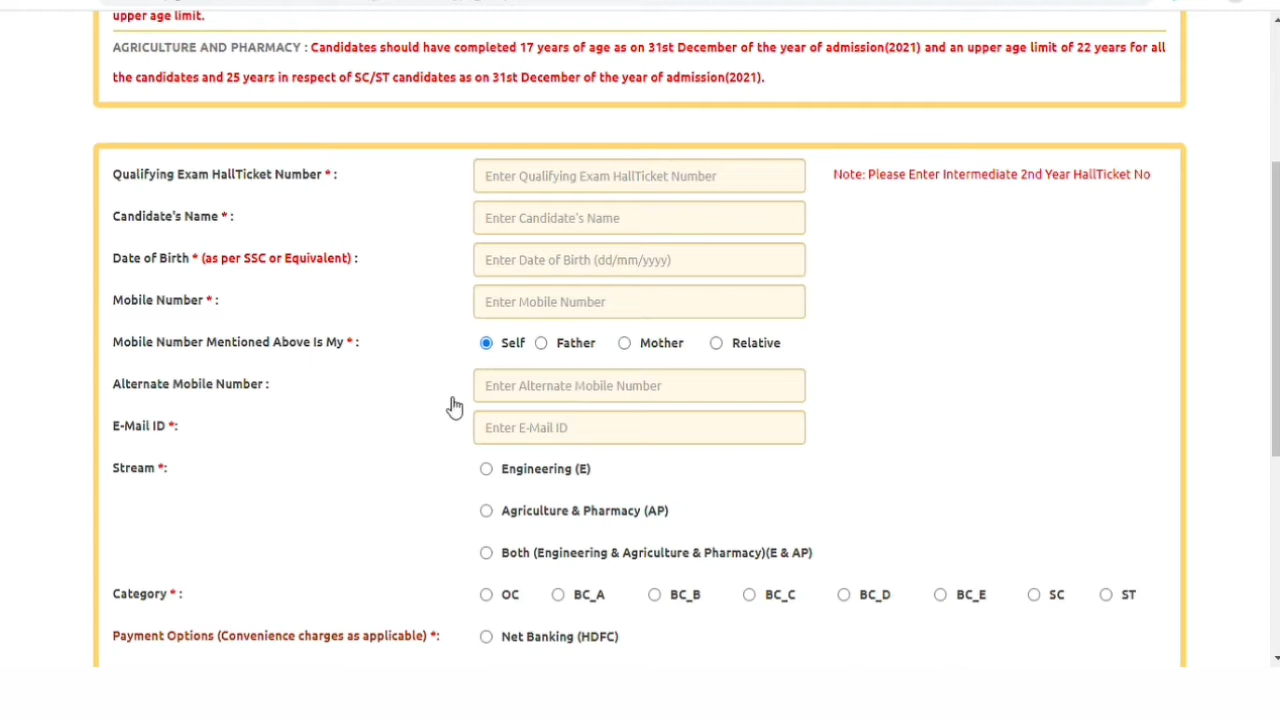 upper age limit.
AGRICULTURE AND PHARMACY : Candidates should have completed 17 years of age as on 31st December of the year of admission(2021) and an upper age limit of 22 years for all
the candidates and 25 years in respect of SC/ST candidates as on 31st December of the year of admission(2021).
Qualifying Exam HallTicket Number * : Enter Qualifying Exam HallTicket Number Note: Please Enter Intermediate 2nd Year HallTicket No
Candidate's Name * : Enter Candidate's Name
Date of Birth * (as per SSC or Equivalent) : Enter Date of Birth (dd/mm/yyyy)
Mobile Number * : Enter Mobile Number
Mobile Number Mentioned Above Is My * : Self Father Mother Relative
Alternate Mobile Number : Enter Alternate Mobile Number
E-Mail ID *: Enter E-Mail ID
Stream *: Engineering (E)
Agriculture & Pharmacy (AP)
Both (Engineering & Agriculture & Pharmacy)(E & AP)
Category * : OC BC_A BC_B BC_C BC_D BC_E SC ST
Payment Options (Convenience charges as applicable) *: Net Banking (HDFC)